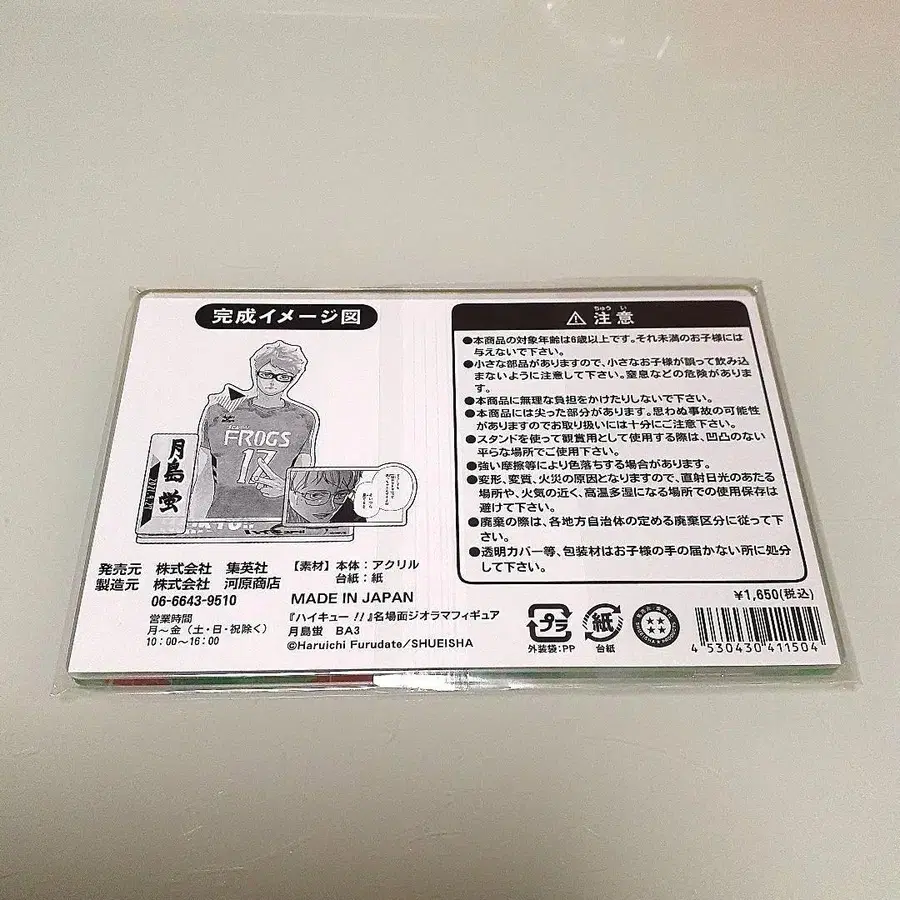 完成イメージ図
FROGS
17
月島 蛍
発売元 株式会社 集英社
製造元 株式会社 河原商店
06-6643-9510
営業時間
月~金(土・日・祝除く)
10:00~16:00
【素材】本体:アクリル
台紙:紙
MADE IN JAPAN
『ハイキュー!!』名場面ジオラマフィギュア
月島蛍 BA3
©Haruichi Furudate/SHUEISHA
ちゅう い
⚠ 注意
●本商品の対象年齢は6歳以上です。それ未満のお子様には
与えないで下さい。
●小さな部品がありますので、小さなお子様が誤って飲み込
まないように注意して下さい。窒息などの危険がありま
す。
●本商品に無理な負担をかけたりしないで下さい。
●本商品には尖った部分があります。思わぬ事故の可能性
がありますのでお取り扱いには十分にご注意下さい。
●スタンドを使って観賞用として使用する際は、凹凸のない
平らな場所でご使用下さい。
●強い摩擦等により色落ちする場合があります。
●変形、変質、火災の原因となりますので、直射日光のあたる
場所や、火気の近く、高温多湿になる場所での使用保存は
避けて下さい。
●廃棄の際は、各地方自治体の定める廃棄区分に従って下
さい。
●透明カバー等、包装材はお子様の手の届かない所に処分
して下さい。
¥1,650(税込)
プラ
外装袋:PP
紙
台紙
4530430411504